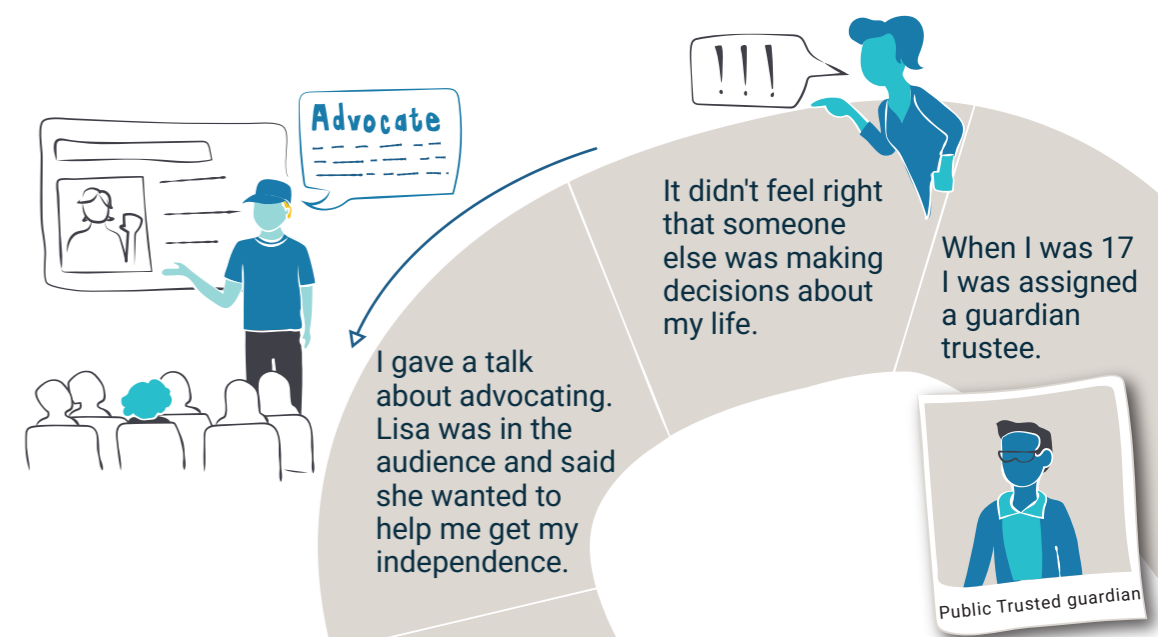 Advocate
! ! !
It didn't feel right
that someone
else was making
decisions about
my life.
When I was 17
I was assigned
a guardian
trustee.
I gave a talk
about advocating.
Lisa was in the
audience and said
she wanted to
help me get my
independence.
Public Trusted guardian